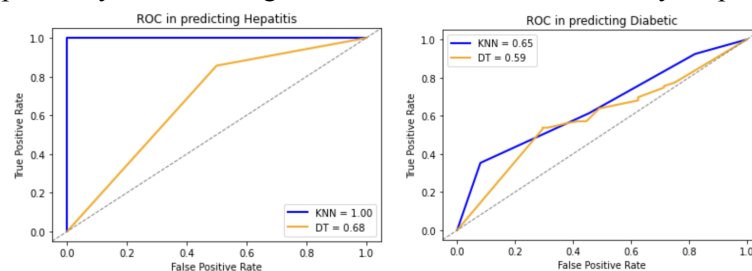 ROC in predicting Hepatitis
1.0
0.8
0.6
0.4
0.2
0.0
True Positive Rate
KNN = 1.00
DT = 0.68
0.0 0.2 0.4 0.6 0.8 1.0
False Positive Rate
ROC in predicting Diabetic
KNN = 0.65
DT = 0.59
1.0
0.8
0.6
0.4
0.2
0.0
True Positive Rate
0.0 0.2 0.4 0.6 0.8 1.0
False Positive Rate